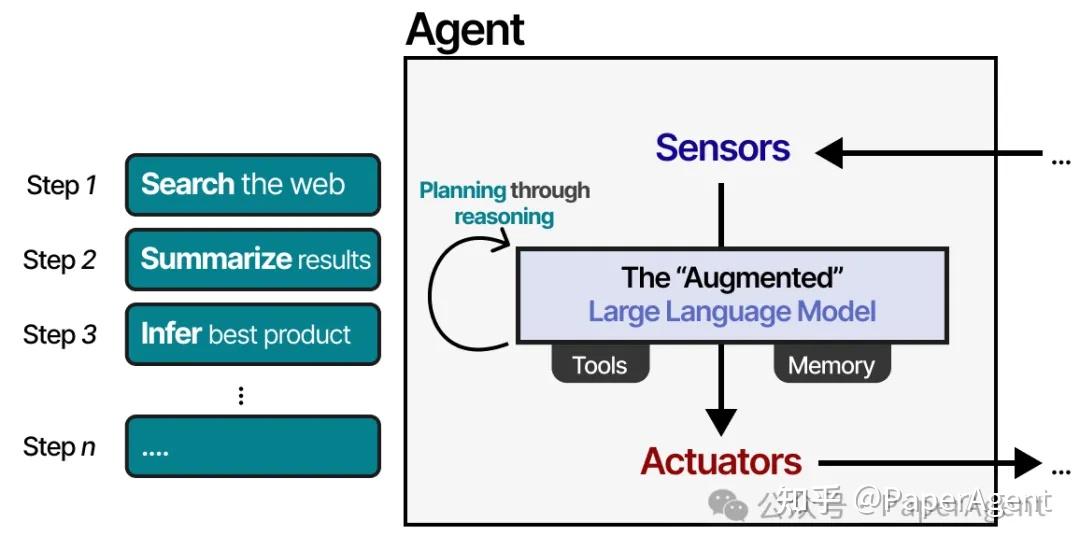 Agent
Step 1
Search the web
Step 2
Summarize results
Step 3
Infer best product
⋮
Step n
....
Sensors
...
Planning through
reasoning
The “Augmented”
Large Language Model
Tools
Memory
Actuators
...
公众号 PaperAgent
知乎 @PaperAgent